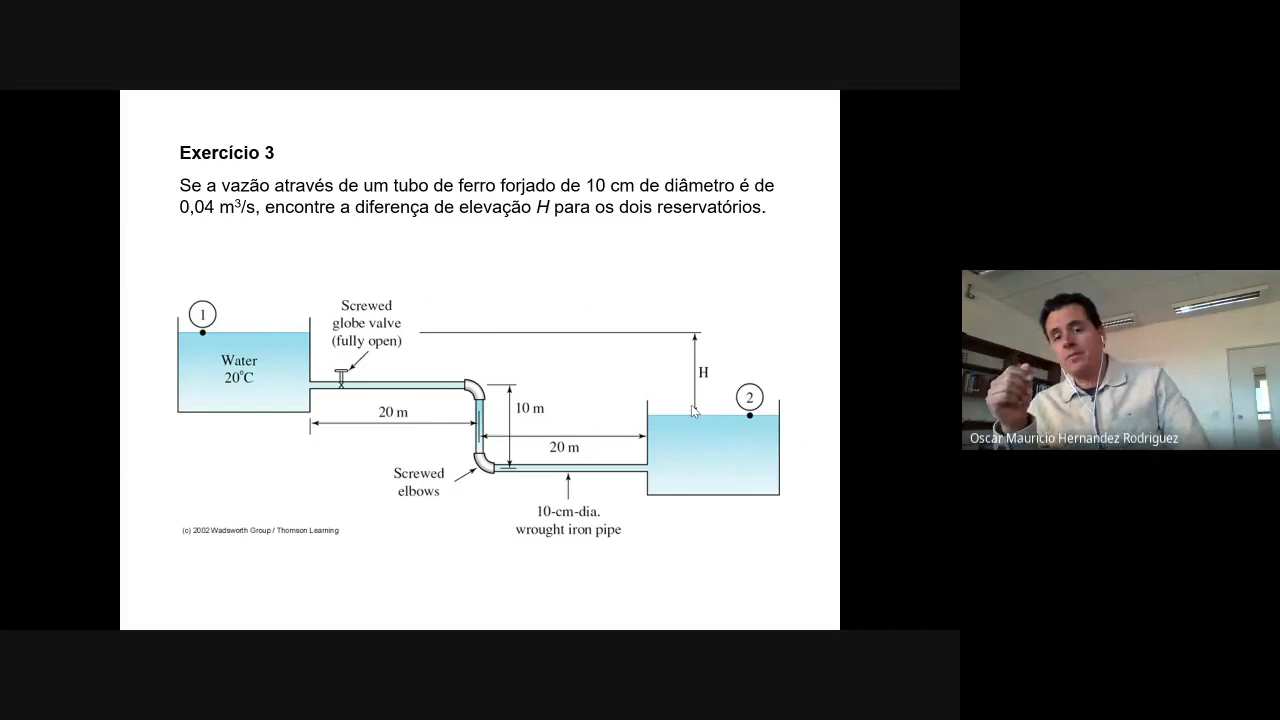 Exercício 3
Se a vazão através de um tubo de ferro forjado de 10 cm de diâmetro é de
0,04 m³/s, encontre a diferença de elevação H para os dois reservatórios.
1
Water
20°C
Screwed
globe valve
(fully open)
H
2
20 m
10 m
20 m
Screwed
elbows
10-cm-dia.
wrought iron pipe
(c) 2002 Wadsworth Group / Thomson Learning
Oscar Mauricio Hernandez Rodriguez